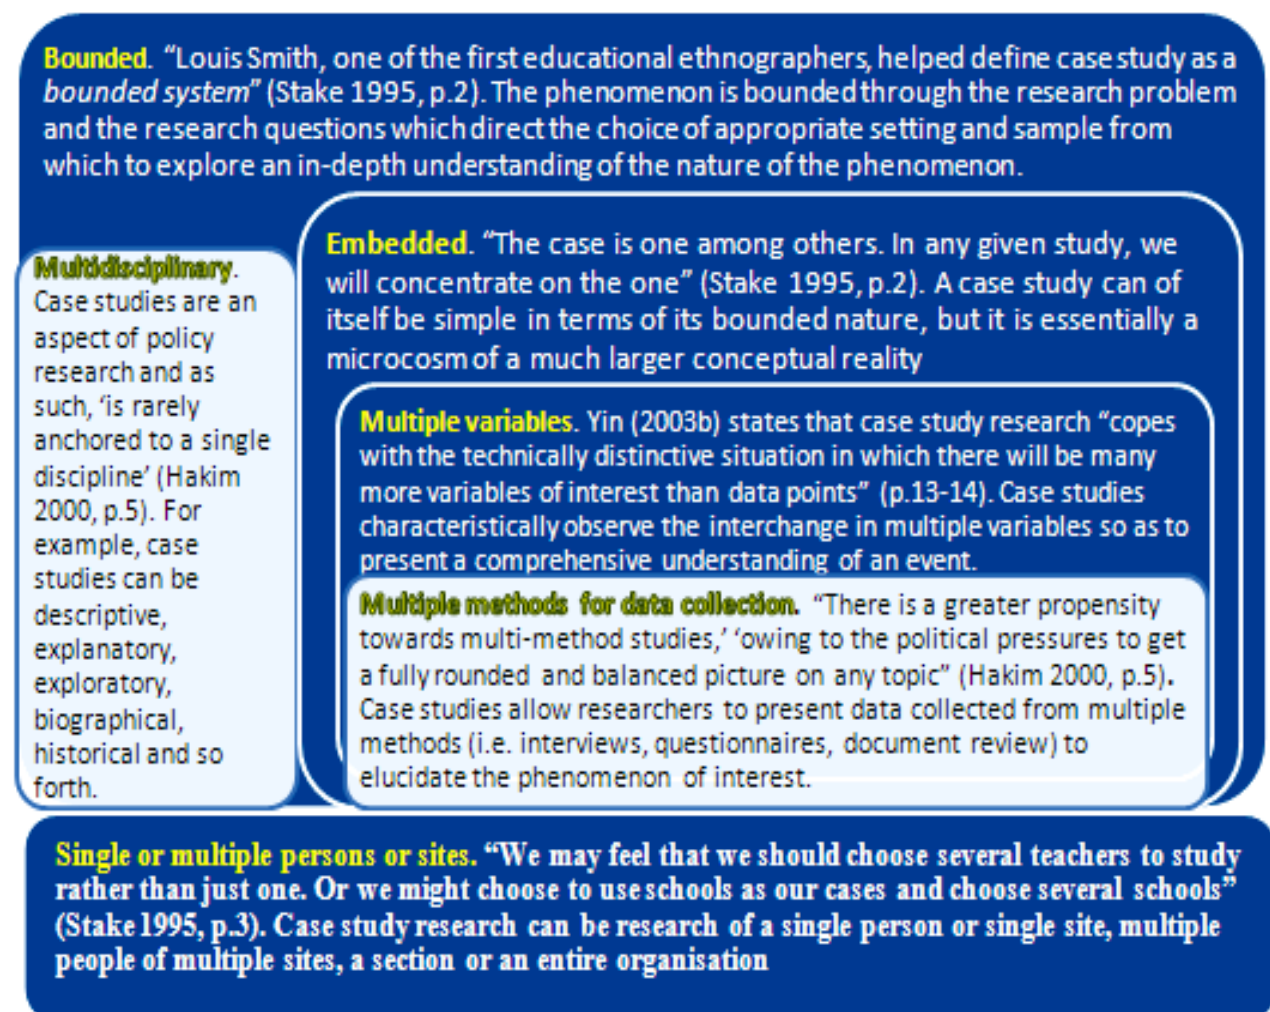 Bounded. “Louis Smith, one of the first educational ethnographers, helped define case study as a
bounded system” (Stake 1995, p.2). The phenomenon is bounded through the research problem
and the research questions which direct the choice of appropriate setting and sample from
which to explore an in-depth understanding of the nature of the phenomenon.
Multidisciplinary.
Case studies are an
aspect of policy
research and as
such, ‘is rarely
anchored to a single
discipline’ (Hakim
2000, p.5). For
example, case
studies can be
descriptive,
explanatory,
exploratory,
biographical,
historical and so
forth.
Embedded. “The case is one among others. In any given study, we
will concentrate on the one” (Stake 1995, p.2). A case study can of
itself be simple in terms of its bounded nature, but it is essentially a
microcosm of a much larger conceptual reality
Multiple variables. Yin (2003b) states that case study research “copes
with the technically distinctive situation in which there will be many
more variables of interest than data points” (p.13-14). Case studies
characteristically observe the interchange in multiple variables so as to
present a comprehensive understanding of an event.
Multiple methods for data collection. “There is a greater propensity
towards multi-method studies,’ ‘owing to the political pressures to get
a fully rounded and balanced picture on any topic” (Hakim 2000, p.5).
Case studies allow researchers to present data collected from multiple
methods (i.e. interviews, questionnaires, document review) to
elucidate the phenomenon of interest.
Single or multiple persons or sites. “We may feel that we should choose several teachers to study
rather than just one. Or we might choose to use schools as our cases and choose several schools”
(Stake 1995, p.3). Case study research can be research of a single person or single site, multiple
people of multiple sites, a section or an entire organisation